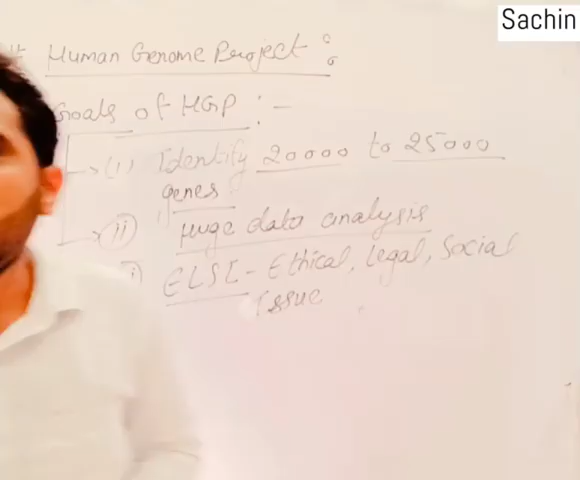 Sachin
# Human Genome Project :
Goals of HGP :-
→ (i) Identify 20000 to 25000
genes
→ (ii) Huge data analysis
i) ELSI - Ethical, Legal, Social
Issue